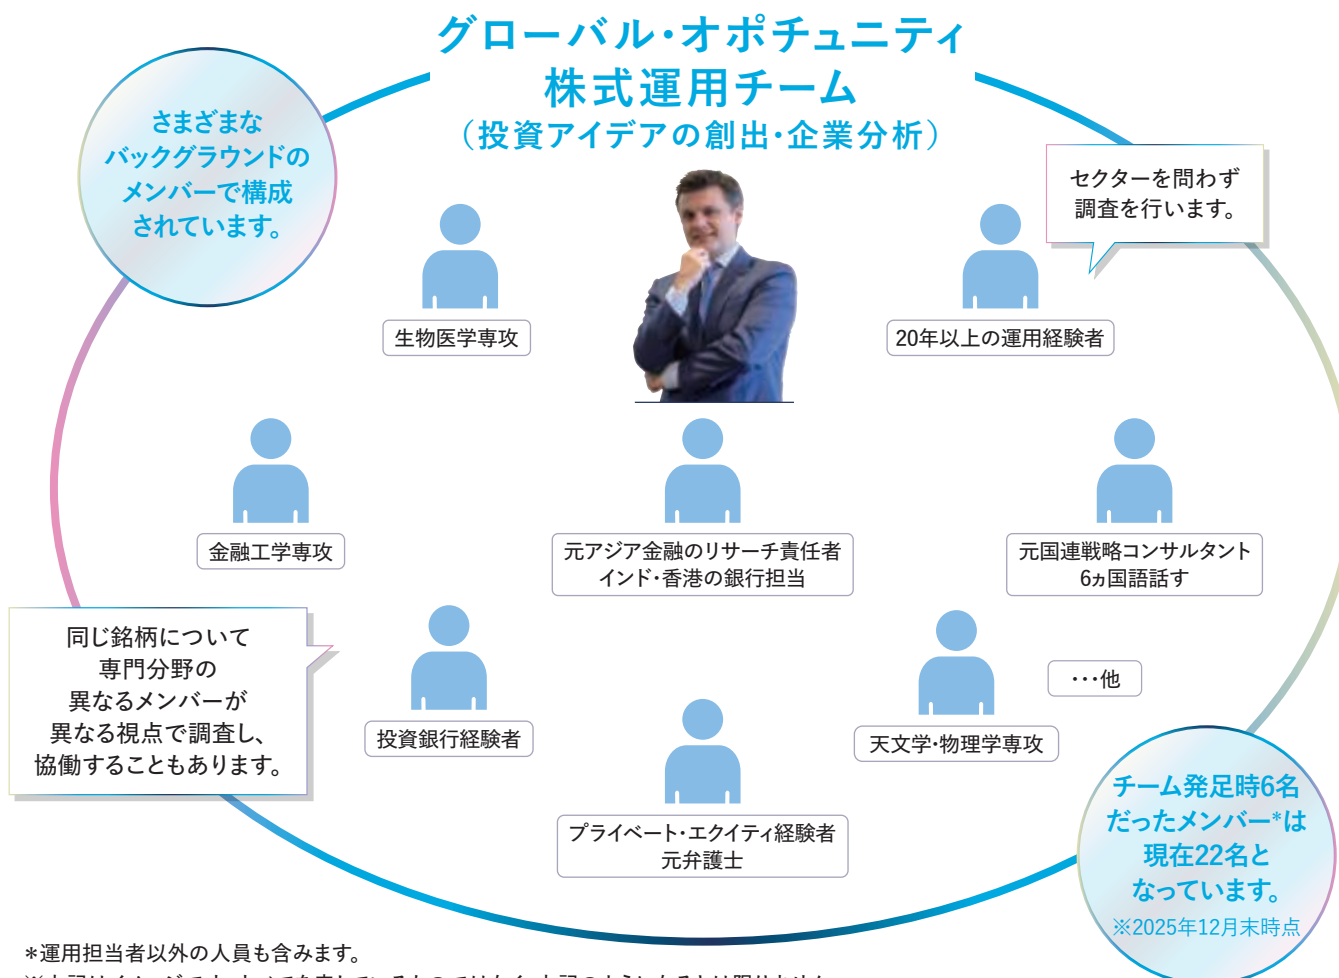 グローバル・オポチュニティ
株式運用チーム
（投資アイデアの創出・企業分析）
さまざまな
バックグラウンドの
メンバーで構成
されています。
セクターを問わず
調査を行います。
生物医学専攻
20年以上の運用経験者
金融工学専攻
元アジア金融のリサーチ責任者
インド・香港の銀行担当
元国連戦略コンサルタント
6ヵ国語話す
同じ銘柄について
専門分野の
異なるメンバーが
異なる視点で調査し、
協働することもあります。
投資銀行経験者
天文学・物理学専攻
・・・他
プライベート・エクイティ経験者
元弁護士
チーム発足時6名
だったメンバー*は
現在22名と
なっています。
※2025年12月末時点
*運用担当者以外の人員も含みます。